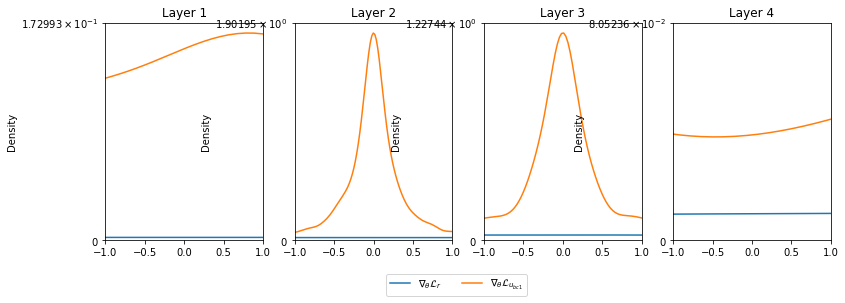 Layer 1
Layer 2
Layer 3
Layer 4
1.72993 × 10⁻¹
1.90195 × 10⁰
1.22744 × 10⁰
8.05236 × 10⁻²
Density
Density
Density
Density
0
0
0
0
−1.0 −0.5 0.0 0.5 1.0
−1.0 −0.5 0.0 0.5 1.0
−1.0 −0.5 0.0 0.5 1.0
−1.0 −0.5 0.0 0.5 1.0
∇θℒr
∇θℒu_bc1